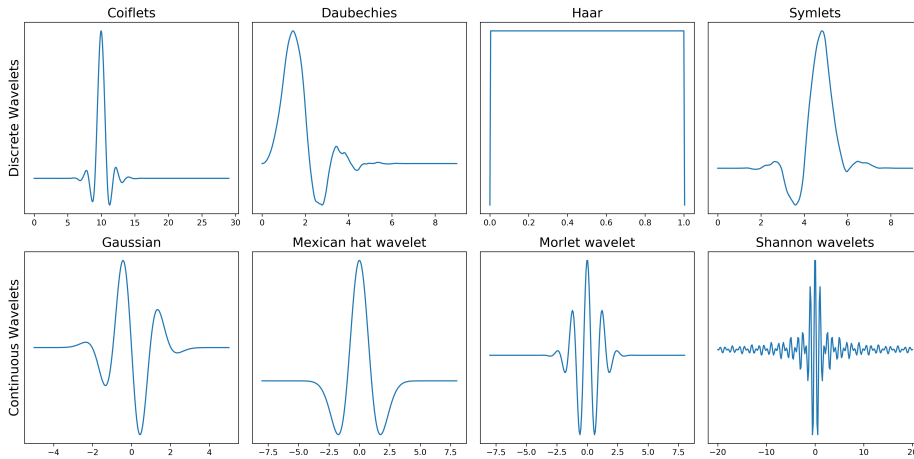 Coiflets Daubechies Haar Symlets
Discrete Wavelets
0 5 10 15 20 25 30 0 2 4 6 8 0.0 0.2 0.4 0.6 0.8 1.0 0 2 4 6 8
Gaussian Mexican hat wavelet Morlet wavelet Shannon wavelets
Continuous Wavelets
−4 −2 0 2 4 −7.5 −5.0 −2.5 0.0 2.5 5.0 7.5 −7.5 −5.0 −2.5 0.0 2.5 5.0 7.5 −20 −10 0 10 20